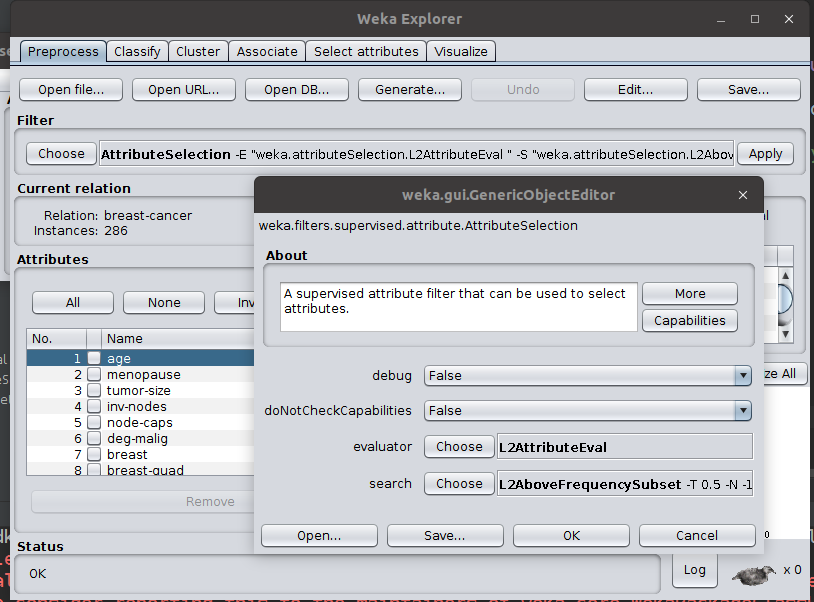 Weka Explorer
Preprocess Classify Cluster Associate Select attributes Visualize
Open file... Open URL... Open DB... Generate... Undo Edit... Save...
Filter
Choose AttributeSelection -E "weka.attributeSelection.L2AttributeEval " -S "weka.attributeSelection.L2Abov Apply
Current relation
Relation: breast-cancer
Instances: 286
Attributes
All None Inv
No. Name
1 age
2 menopause
3 tumor-size
4 inv-nodes
5 node-caps
6 deg-malig
7 breast
8 breast-quad
Remove
weka.gui.GenericObjectEditor
weka.filters.supervised.attribute.AttributeSelection
About
A supervised attribute filter that can be used to select
attributes.
More
Capabilities
debug False
doNotCheckCapabilities False
evaluator Choose L2AttributeEval
search Choose L2AboveFrequencySubset -T 0.5 -N -1
Open... Save... OK Cancel
ze All
0
Status
OK
Log x 0